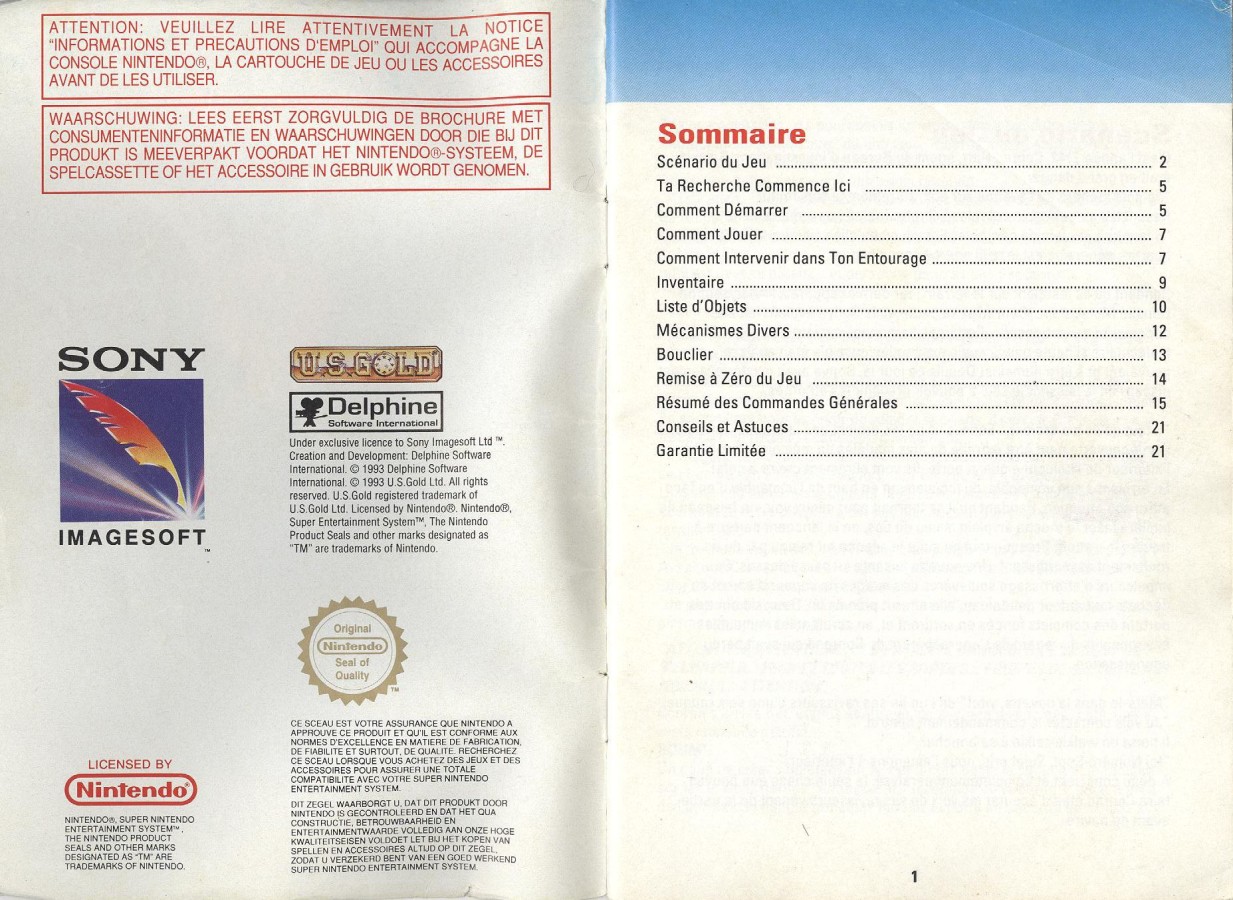 ATTENTION: VEUILLEZ LIRE ATTENTIVEMENT LA NOTICE
“INFORMATIONS ET PRECAUTIONS D'EMPLOI” QUI ACCOMPAGNE LA
CONSOLE NINTENDO®, LA CARTOUCHE DE JEU OU LES ACCESSOIRES
AVANT DE LES UTILISER.
WAARSCHUWING: LEES EERST ZORGVULDIG DE BROCHURE MET
CONSUMENTENINFORMATIE EN WAARSCHUWINGEN DOOR DIE BIJ DIT
PRODUKT IS MEEVERPAKT VOORDAT HET NINTENDO®-SYSTEEM, DE
SPELCASSETTE OF HET ACCESSOIRE IN GEBRUIK WORDT GENOMEN.
SONY
IMAGESOFT
™
U.S. GOLD
Delphine
Software International
Under exclusive licence to Sony Imagesoft Ltd ™.
Creation and Development: Delphine Software
International. © 1993 Delphine Software
International. © 1993 U.S.Gold Ltd. All rights
reserved. U.S.Gold registered trademark of
U.S.Gold Ltd. Licensed by Nintendo®. Nintendo®,
Super Entertainment System™, The Nintendo
Product Seals and other marks designated as
“TM” are trademarks of Nintendo.
Original
Nintendo
Seal of
Quality
™
CE SCEAU EST VOTRE ASSURANCE QUE NINTENDO A
APPROUVE CE PRODUIT ET QU'IL EST CONFORME AUX
NORMES D'EXCELLENCE EN MATIERE DE FABRICATION,
DE FIABILITE ET SURTOUT, DE QUALITE. RECHERCHEZ
CE SCEAU LORSQUE VOUS ACHETEZ DES JEUX ET DES
ACCESSOIRES POUR ASSURER UNE TOTALE
COMPATIBILITE AVEC VOTRE SUPER NINTENDO
ENTERTAINMENT SYSTEM.
DIT ZEGEL WAARBORGT U, DAT DIT PRODUKT DOOR
NINTENDO IS GECONTROLEERD EN DAT HET QUA
CONSTRUCTIE, BETROUWBAARHEID EN
ENTERTAINMENTWAARDE VOLLEDIG AAN ONZE HOGE
KWALITEITSEISEN VOLDOET LET BIJ HET KOPEN VAN
SPELLEN EN ACCESSOIRES ALTIJD OP DIT ZEGEL,
ZODAT U VERZEKERD BENT VAN EEN GOED WERKEND
SUPER NINTENDO ENTERTAINMENT SYSTEM.
LICENSED BY
Nintendo®
NINTENDO®, SUPER NINTENDO
ENTERTAINMENT SYSTEM™,
THE NINTENDO PRODUCT
SEALS AND OTHER MARKS
DESIGNATED AS “TM” ARE
TRADEMARKS OF NINTENDO.
Sommaire
Scénario du Jeu ........ 2
Ta Recherche Commence Ici ........ 5
Comment Démarrer ........ 5
Comment Jouer ........ 7
Comment Intervenir dans Ton Entourage ........ 7
Inventaire ........ 9
Liste d'Objets ........ 10
Mécanismes Divers ........ 12
Bouclier ........ 13
Remise à Zéro du Jeu ........ 14
Résumé des Commandes Générales ........ 15
Conseils et Astuces ........ 21
Garantie Limitée ........ 21
1